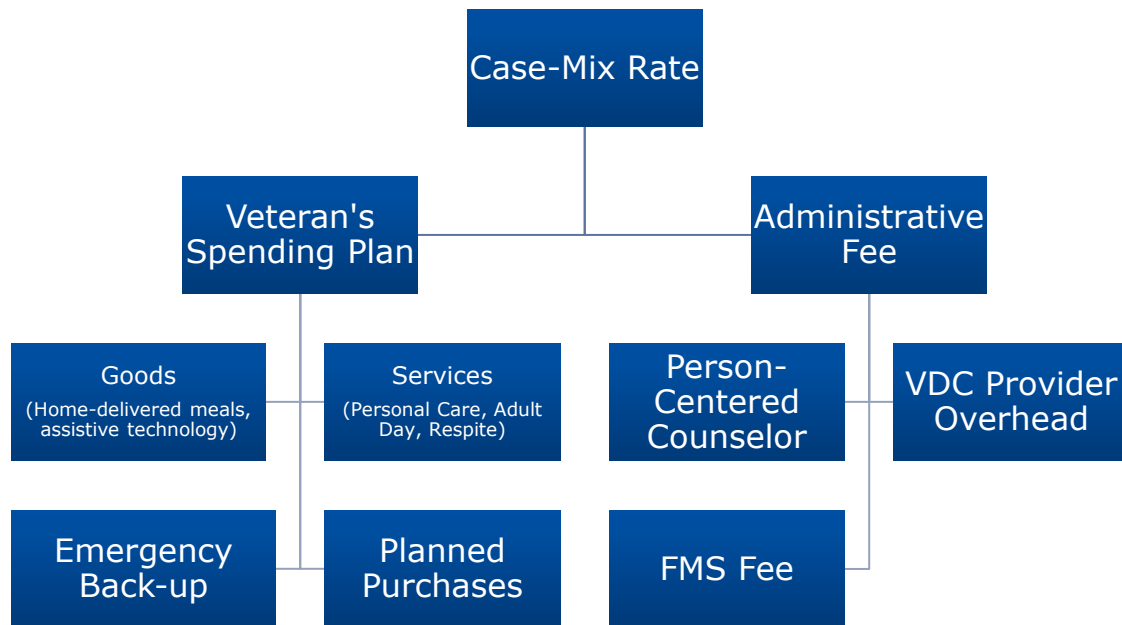 Case-Mix Rate
Veteran's
Spending Plan
Administrative
Fee
Goods
(Home-delivered meals,
assistive technology)
Services
(Personal Care, Adult
Day, Respite)
Person-
Centered
Counselor
VDC Provider
Overhead
Emergency
Back-up
Planned
Purchases
FMS Fee